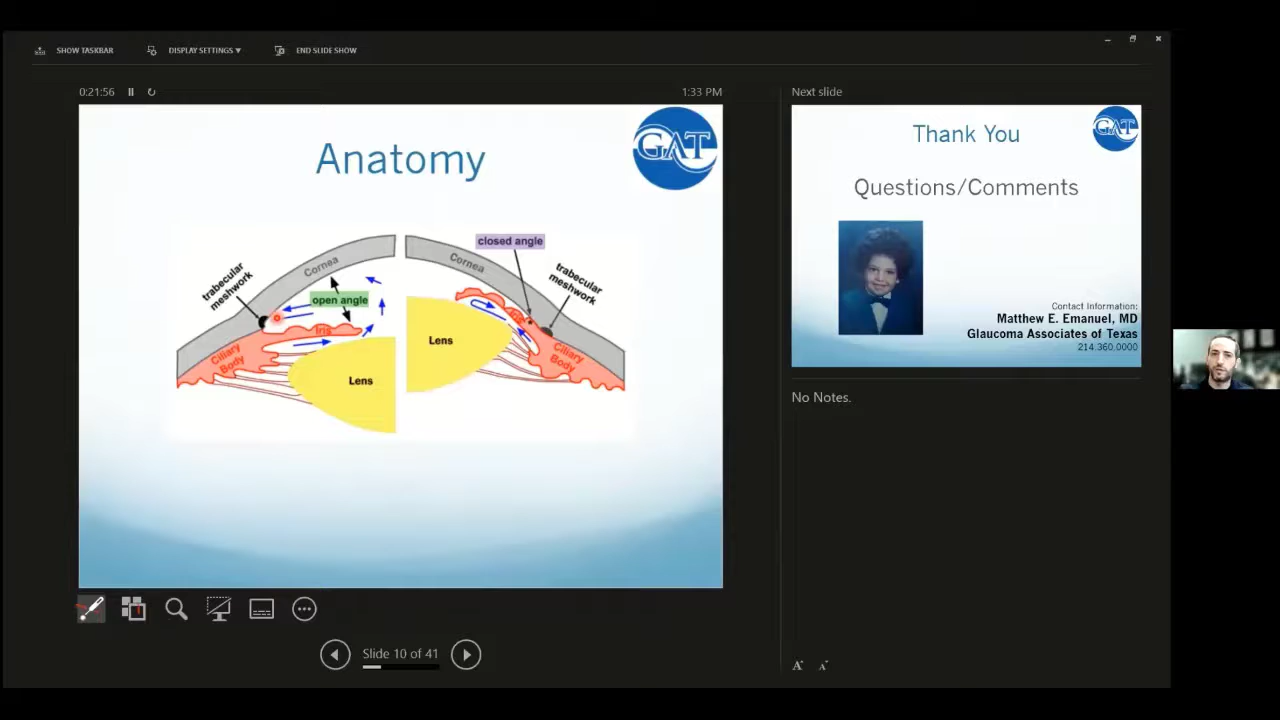 SHOW TASKBAR
DISPLAY SETTINGS ▾
END SLIDE SHOW
0:21:56
1:33 PM
Next slide
Anatomy
GAT
trabecular
meshwork
Cornea
open angle
Iris
Ciliary
Body
Lens
closed angle
Cornea
trabecular
meshwork
Iris
Ciliary
Body
Lens
Thank You
GAT
Questions/Comments
Contact Information:
Matthew E. Emanuel, MD
Glaucoma Associates of Texas
214.360.0000
No Notes.
Slide 10 of 41
A
A